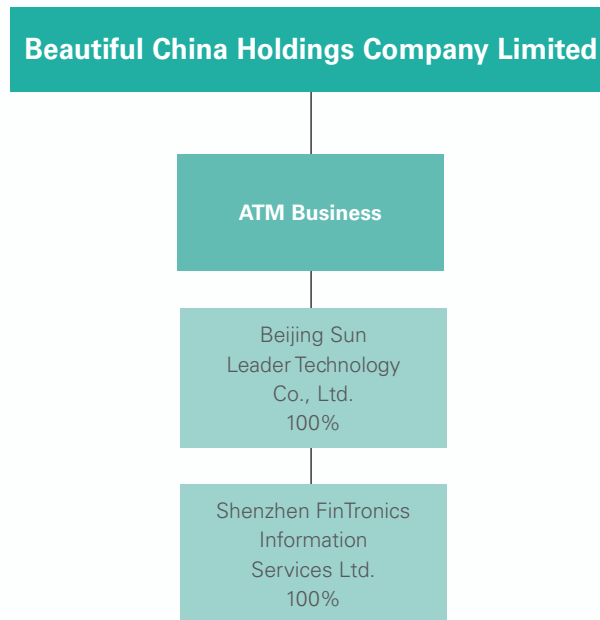 Beautiful China Holdings Company Limited
ATM Business
Beijing Sun
Leader Technology
Co., Ltd.
100%
Shenzhen FinTronics
Information
Services Ltd.
100%